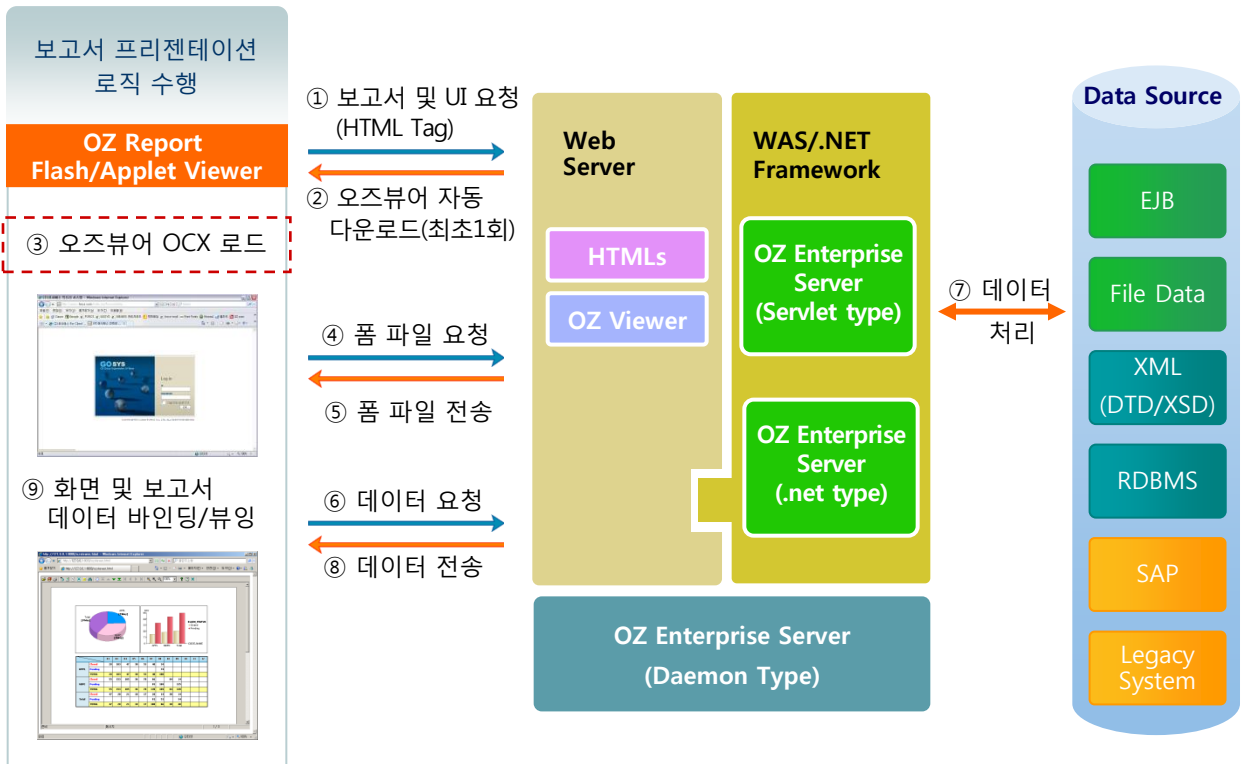 보고서 프리젠테이션
로직 수행
OZ Report
Flash/Applet Viewer
③ 오즈뷰어 OCX 로드
GO SYS
Log in
⑨ 화면 및 보고서
데이터 바인딩/뷰잉
① 보고서 및 UI 요청
(HTML Tag)
② 오즈뷰어 자동
다운로드(최초1회)
④ 폼 파일 요청
⑤ 폼 파일 전송
⑥ 데이터 요청
⑧ 데이터 전송
Web
Server
HTMLs
OZ Viewer
WAS/.NET
Framework
OZ Enterprise
Server
(Servlet type)
OZ Enterprise
Server
(.net type)
OZ Enterprise Server
(Daemon Type)
⑦ 데이터
처리
Data Source
EJB
File Data
XML
(DTD/XSD)
RDBMS
SAP
Legacy
System